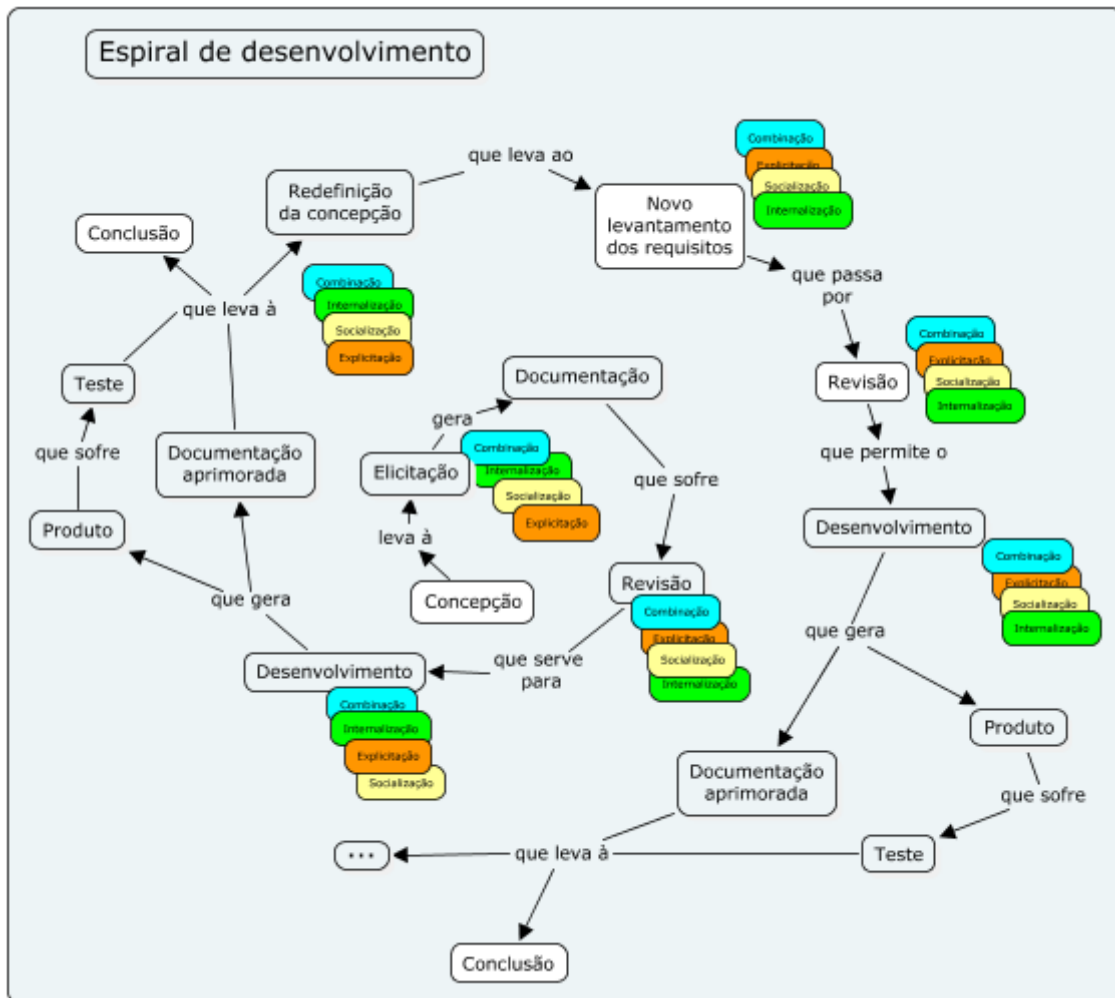 Espiral de desenvolvimento
Combinação
Explicitação
Socialização
Internalização
que leva ao
Redefinição
da concepção
Novo
levantamento
dos requisitos
Conclusão
que passa
por
Combinação
Internalização
Socialização
Explicitação
que leva à
Combinação
Explicitação
Socialização
Internalização
Teste
Documentação
Revisão
gera
que sofre
Documentação
aprimorada
Elicitação
Combinação
Internalização
Socialização
Explicitação
que permite o
que sofre
Produto
leva à
Desenvolvimento
Combinação
Explicitação
Socialização
Internalização
que gera
Concepção
Revisão
Combinação
Explicitação
Socialização
Internalização
que gera
que serve
para
Desenvolvimento
Combinação
Internalização
Explicitação
Socialização
Produto
Documentação
aprimorada
que sofre
...
que leva à
Teste
Conclusão